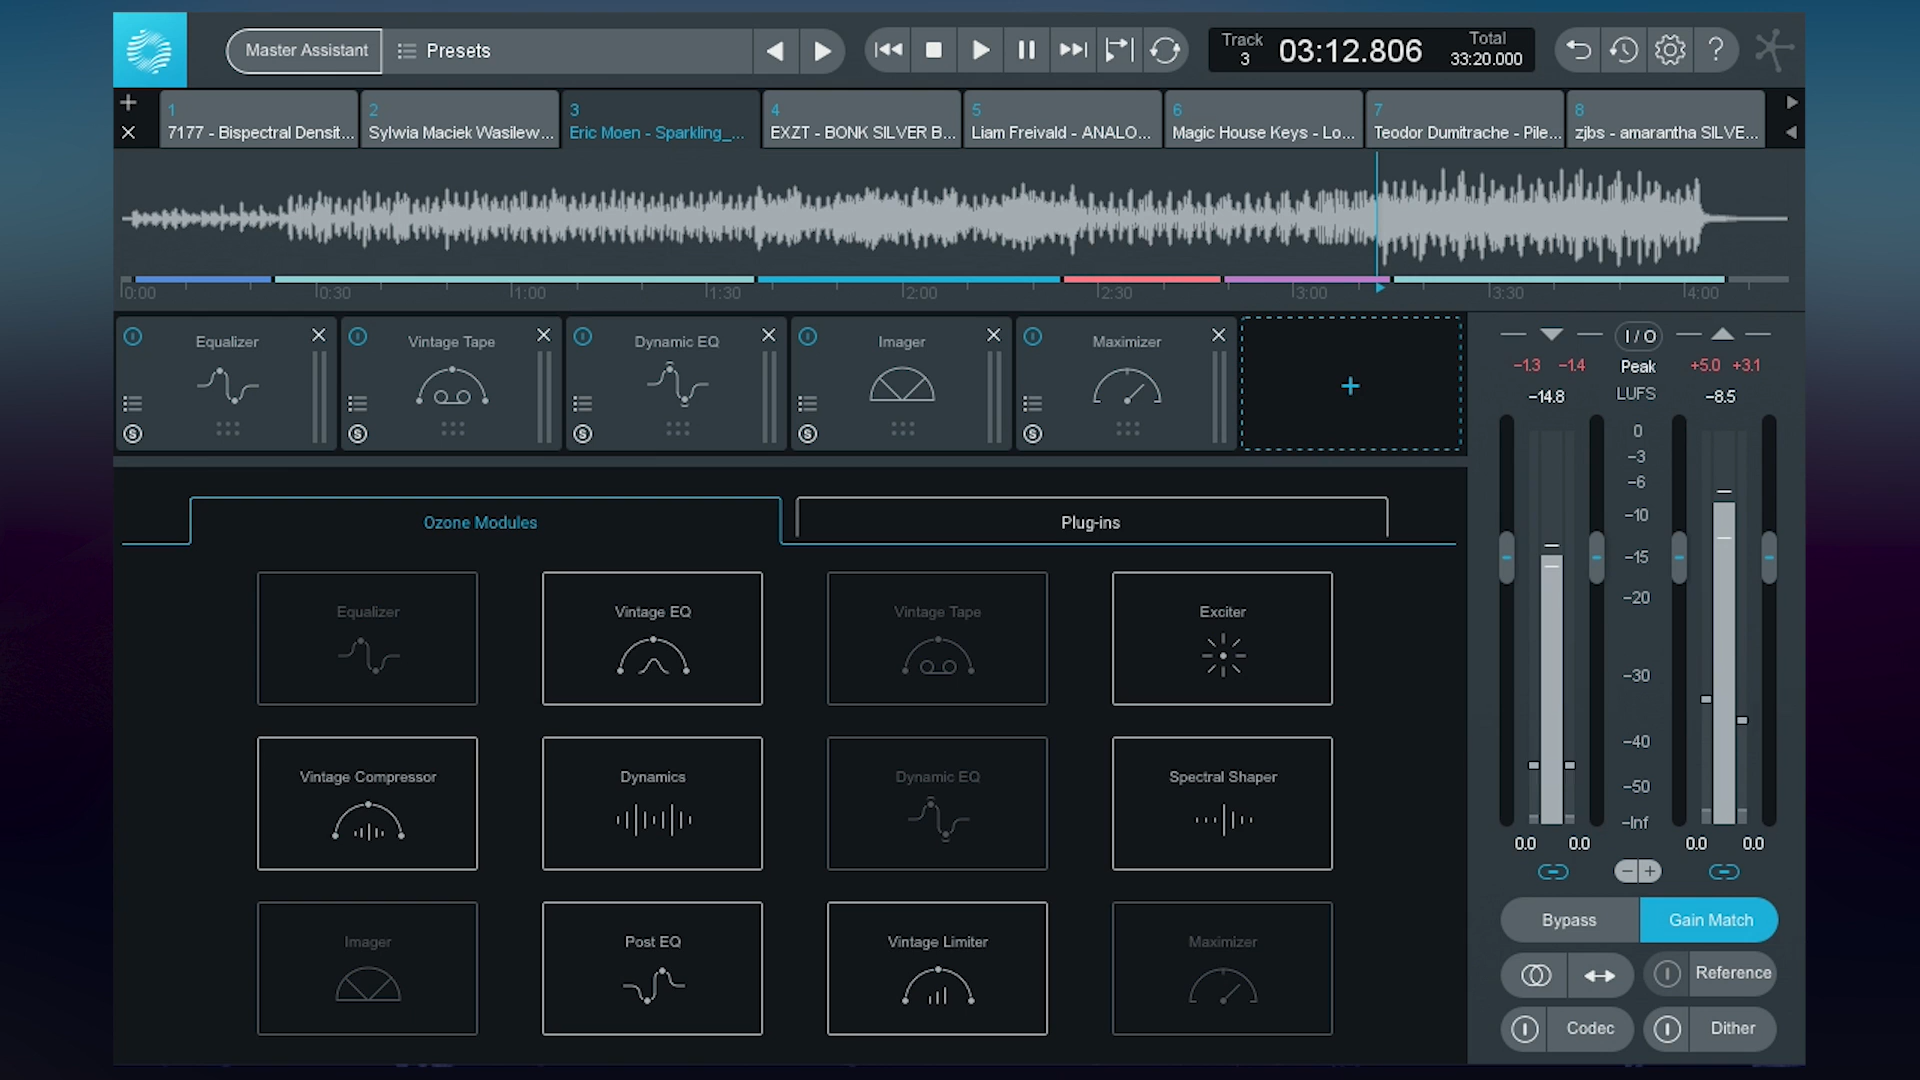 Master Assistant
Presets
Track
3
03:12.806
Total
33:20.000
?
1
7177 - Bispectral Densit...
2
Sylwia Maciek Wasilew...
3
Eric Moen - Sparkling_...
4
EXZT - BONK SILVER B...
5
Liam Freivald - ANALO...
6
Magic House Keys - Lo...
7
Teodor Dumitrache - Pile...
8
zjbs - amarantha SILVE...
0:00
0:30
1:00
1:30
2:00
2:30
3:00
3:30
4:00
Equalizer
S
Vintage Tape
S
Dynamic EQ
S
Imager
S
Maximizer
S
+
I / O
-1.3 -1.4 Peak +5.0 +3.1
-14.8 LUFS -8.5
0
-3
-6
-10
-15
-20
-30
-40
-50
-Inf
0.0 0.0 0.0 0.0
Ozone Modules
Plug-ins
Equalizer
Vintage EQ
Vintage Tape
Exciter
Vintage Compressor
Dynamics
Dynamic EQ
Spectral Shaper
Imager
Post EQ
Vintage Limiter
Maximizer
Bypass
Gain Match
Reference
Codec
Dither